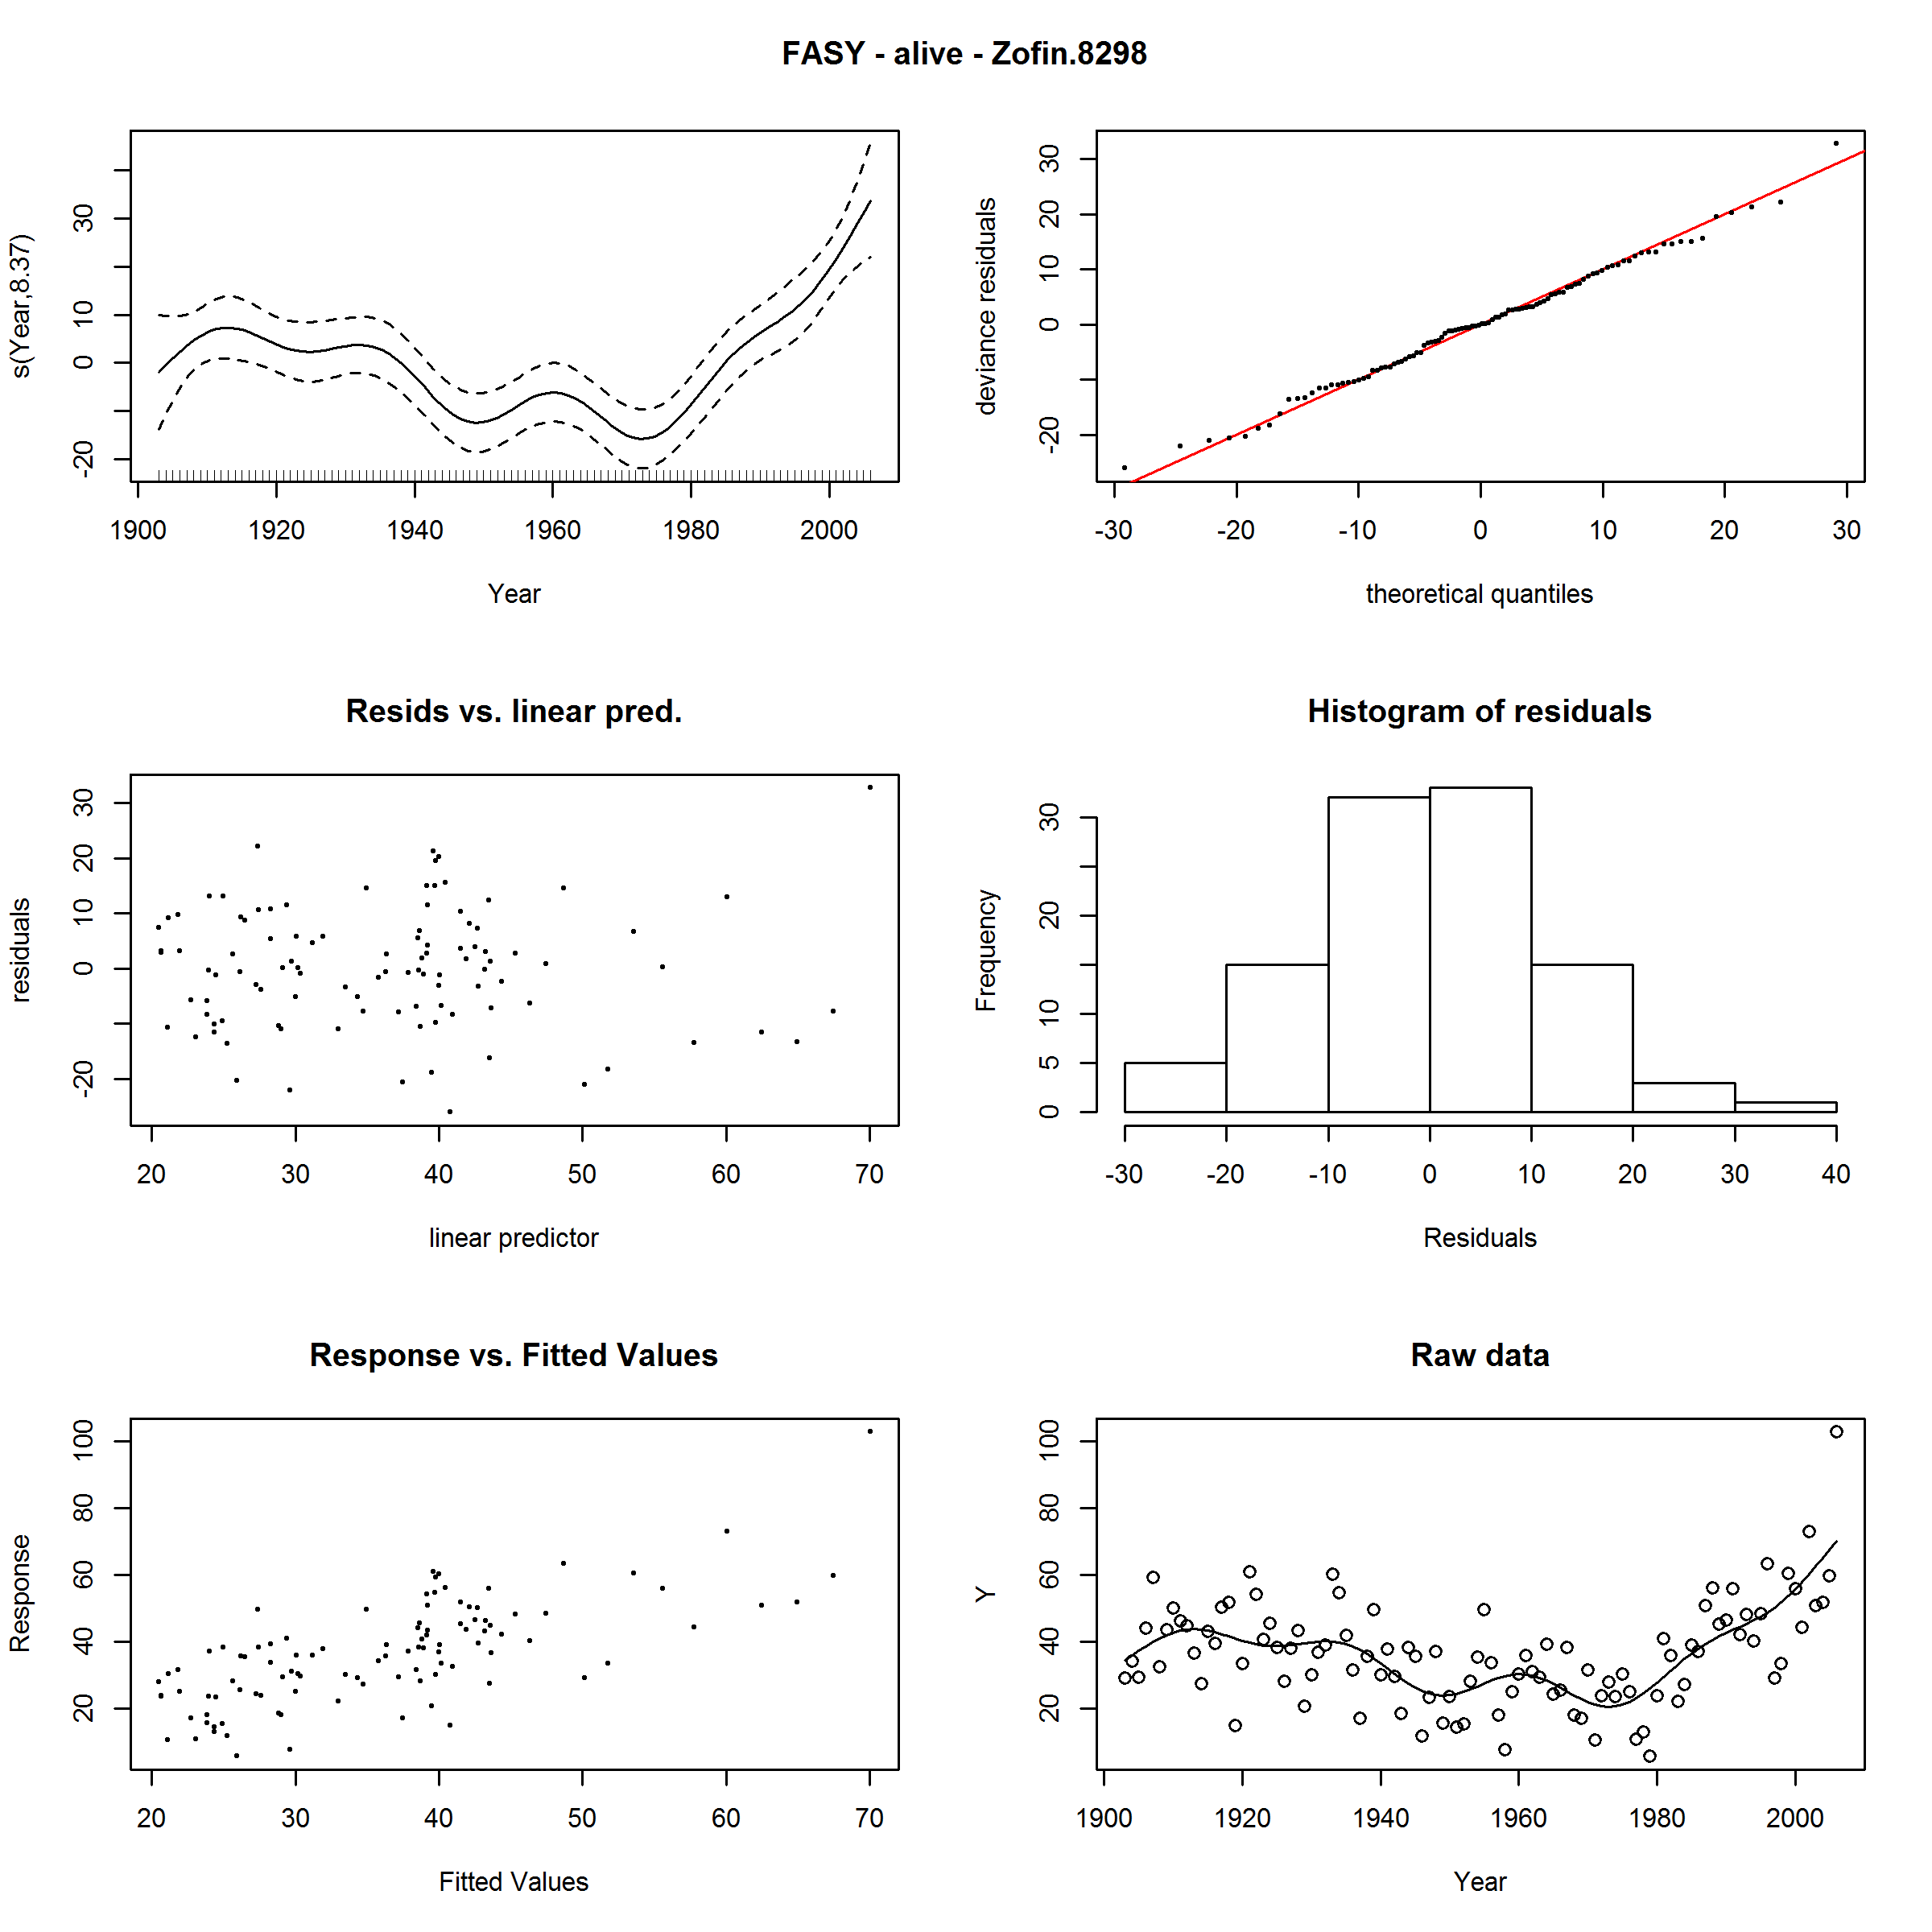 FASY - alive - Zofin.8298
s(Year,8.37)
-20 0 10 30
1900 1920 1940 1960 1980 2000
Year
deviance residuals
-20 0 10 20 30
-30 -20 -10 0 10 20 30
theoretical quantiles
Resids vs. linear pred.
residuals
-20 0 10 20 30
20 30 40 50 60 70
linear predictor
Histogram of residuals
Frequency
0 5 10 20 30
-30 -20 -10 0 10 20 30 40
Residuals
Response vs. Fitted Values
Response
20 40 60 80 100
20 30 40 50 60 70
Fitted Values
Raw data
Y
20 40 60 80 100
1900 1920 1940 1960 1980 2000
Year